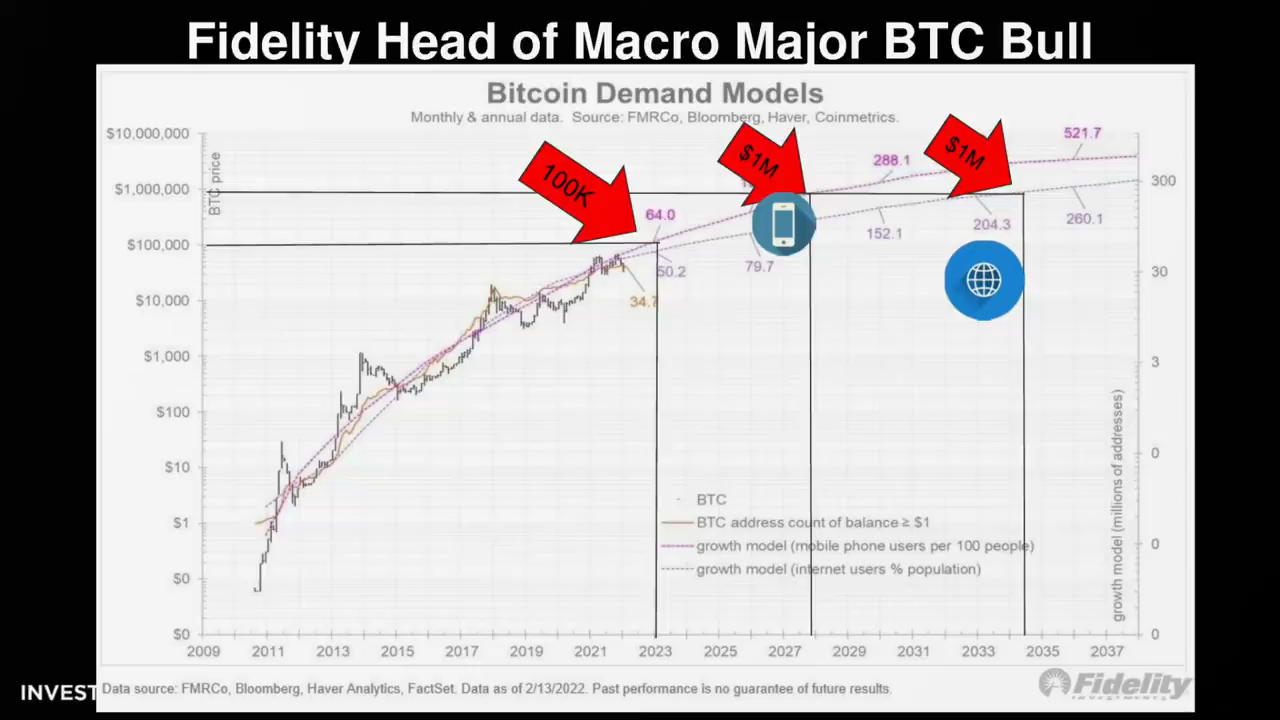 Fidelity Head of Macro Major BTC Bull
Bitcoin Demand Models
Monthly & annual data. Source: FMRCo, Bloomberg, Haver, Coinmetrics.
$10,000,000
$1,000,000
$100,000
$10,000
$1,000
$100
$10
$1
$0
$0
BTC price
100K
$1M
$1M
64.0
288.1
521.7
50.2
79.7
152.1
204.3
260.1
34.7
300
30
3
0
0
0
growth model (millions of addresses)
BTC
BTC address count of balance ≥ $1
growth model (mobile phone users per 100 people)
growth model (internet users % population)
2009 2011 2013 2015 2017 2019 2021 2023 2025 2027 2029 2031 2033 2035 2037
INVEST
Data source: FMRCo, Bloomberg, Haver Analytics, FactSet. Data as of 2/13/2022. Past performance is no guarantee of future results.
Fidelity
INVESTMENTS